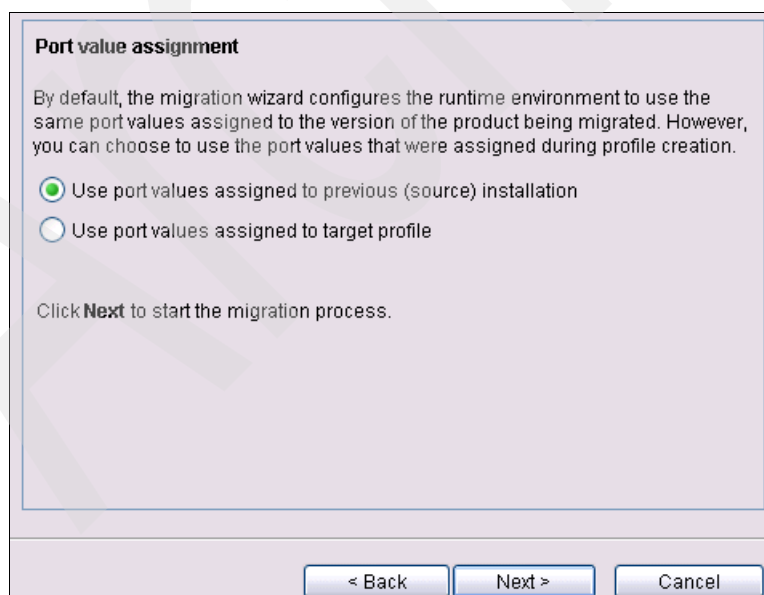 Port value assignment
By default, the migration wizard configures the runtime environment to use the
same port values assigned to the version of the product being migrated. However,
you can choose to use the port values that were assigned during profile creation.
Use port values assigned to previous (source) installation
Use port values assigned to target profile
Click Next to start the migration process.
< Back
Next >
Cancel